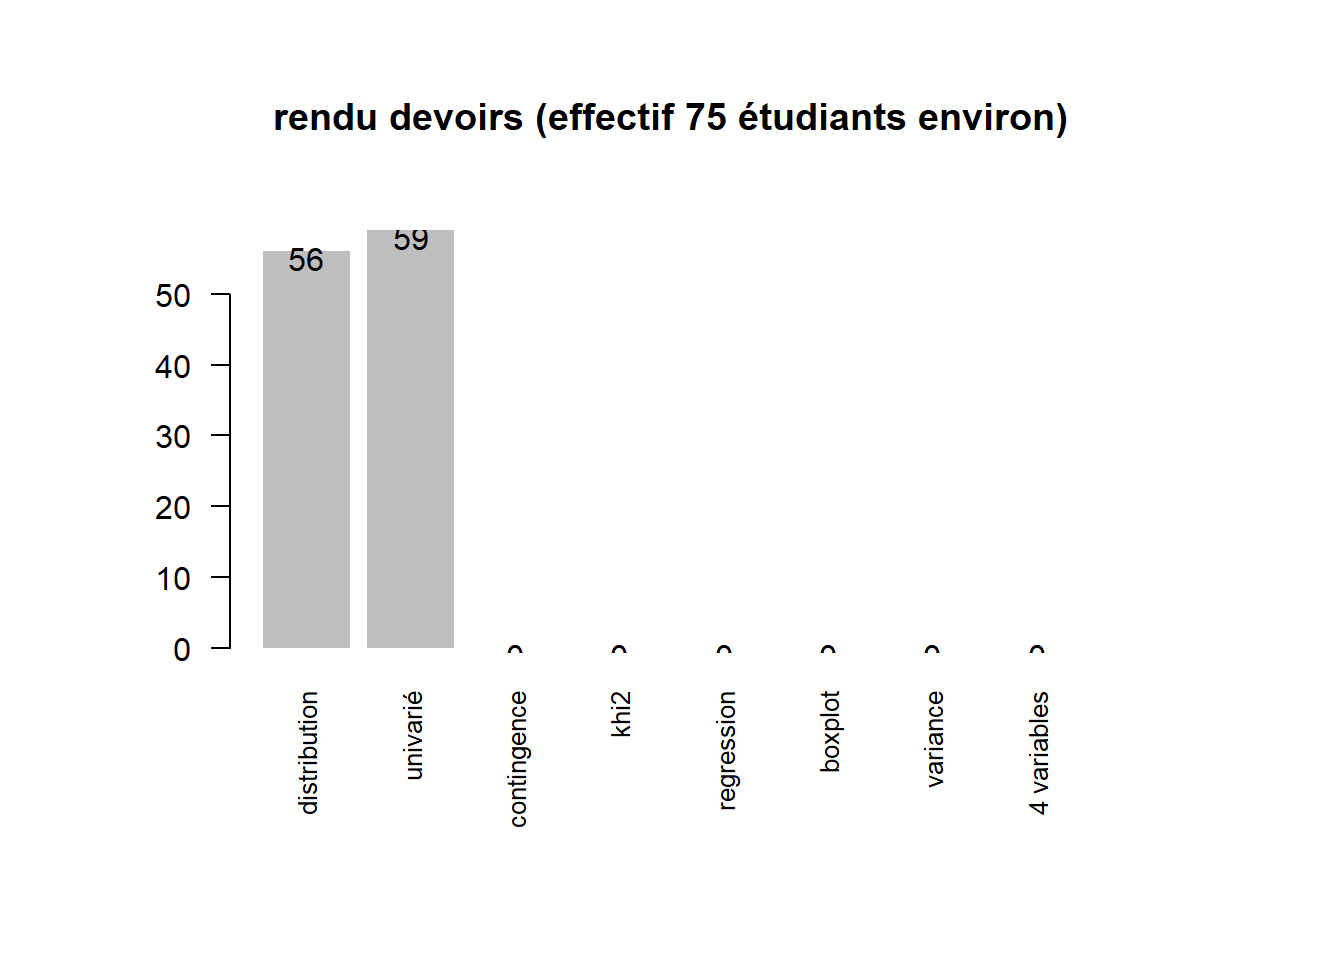 rendu devoirs (effectif 75 étudiants environ)
56
59
50
40
30
20
10
0
0 0 0 0 0 0
distribution
univarié
contingence
khi2
regression
boxplot
variance
4 variables